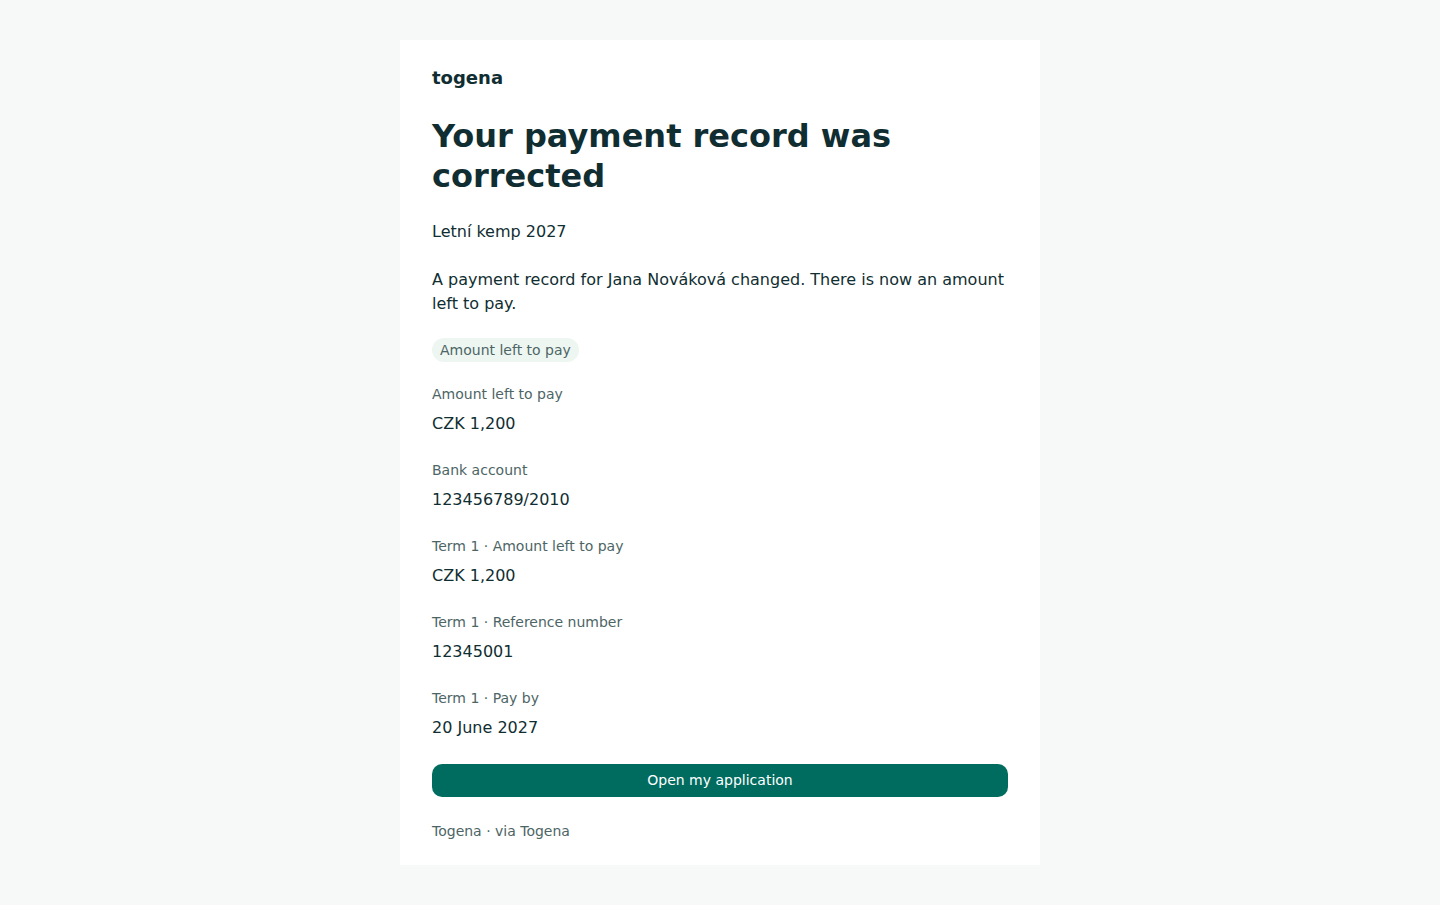 togena
Your payment record was
corrected
Letní kemp 2027
A payment record for Jana Nováková changed. There is now an amount
left to pay.
Amount left to pay
Amount left to pay
CZK 1,200
Bank account
123456789/2010
Term 1 · Amount left to pay
CZK 1,200
Term 1 · Reference number
12345001
Term 1 · Pay by
20 June 2027
Open my application
Togena · via Togena